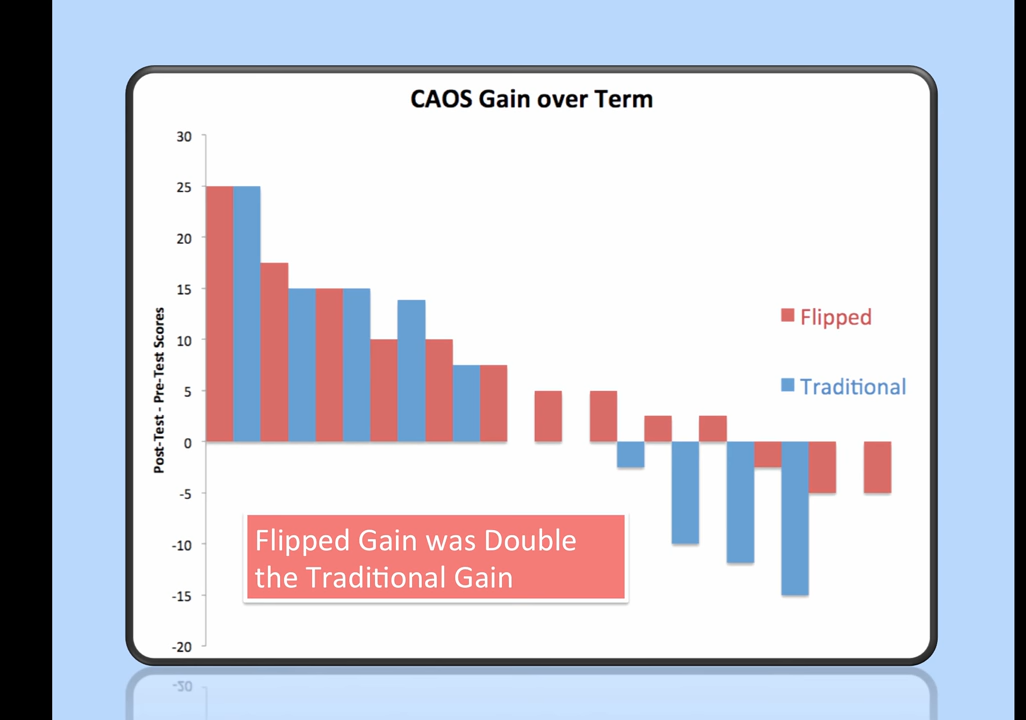 CAOS Gain over Term
30
25
20
15
10
5
0
-5
-10
-15
-20
Post-Test - Pre-Test Scores
Flipped
Traditional
Flipped Gain was Double
the Traditional Gain
-20